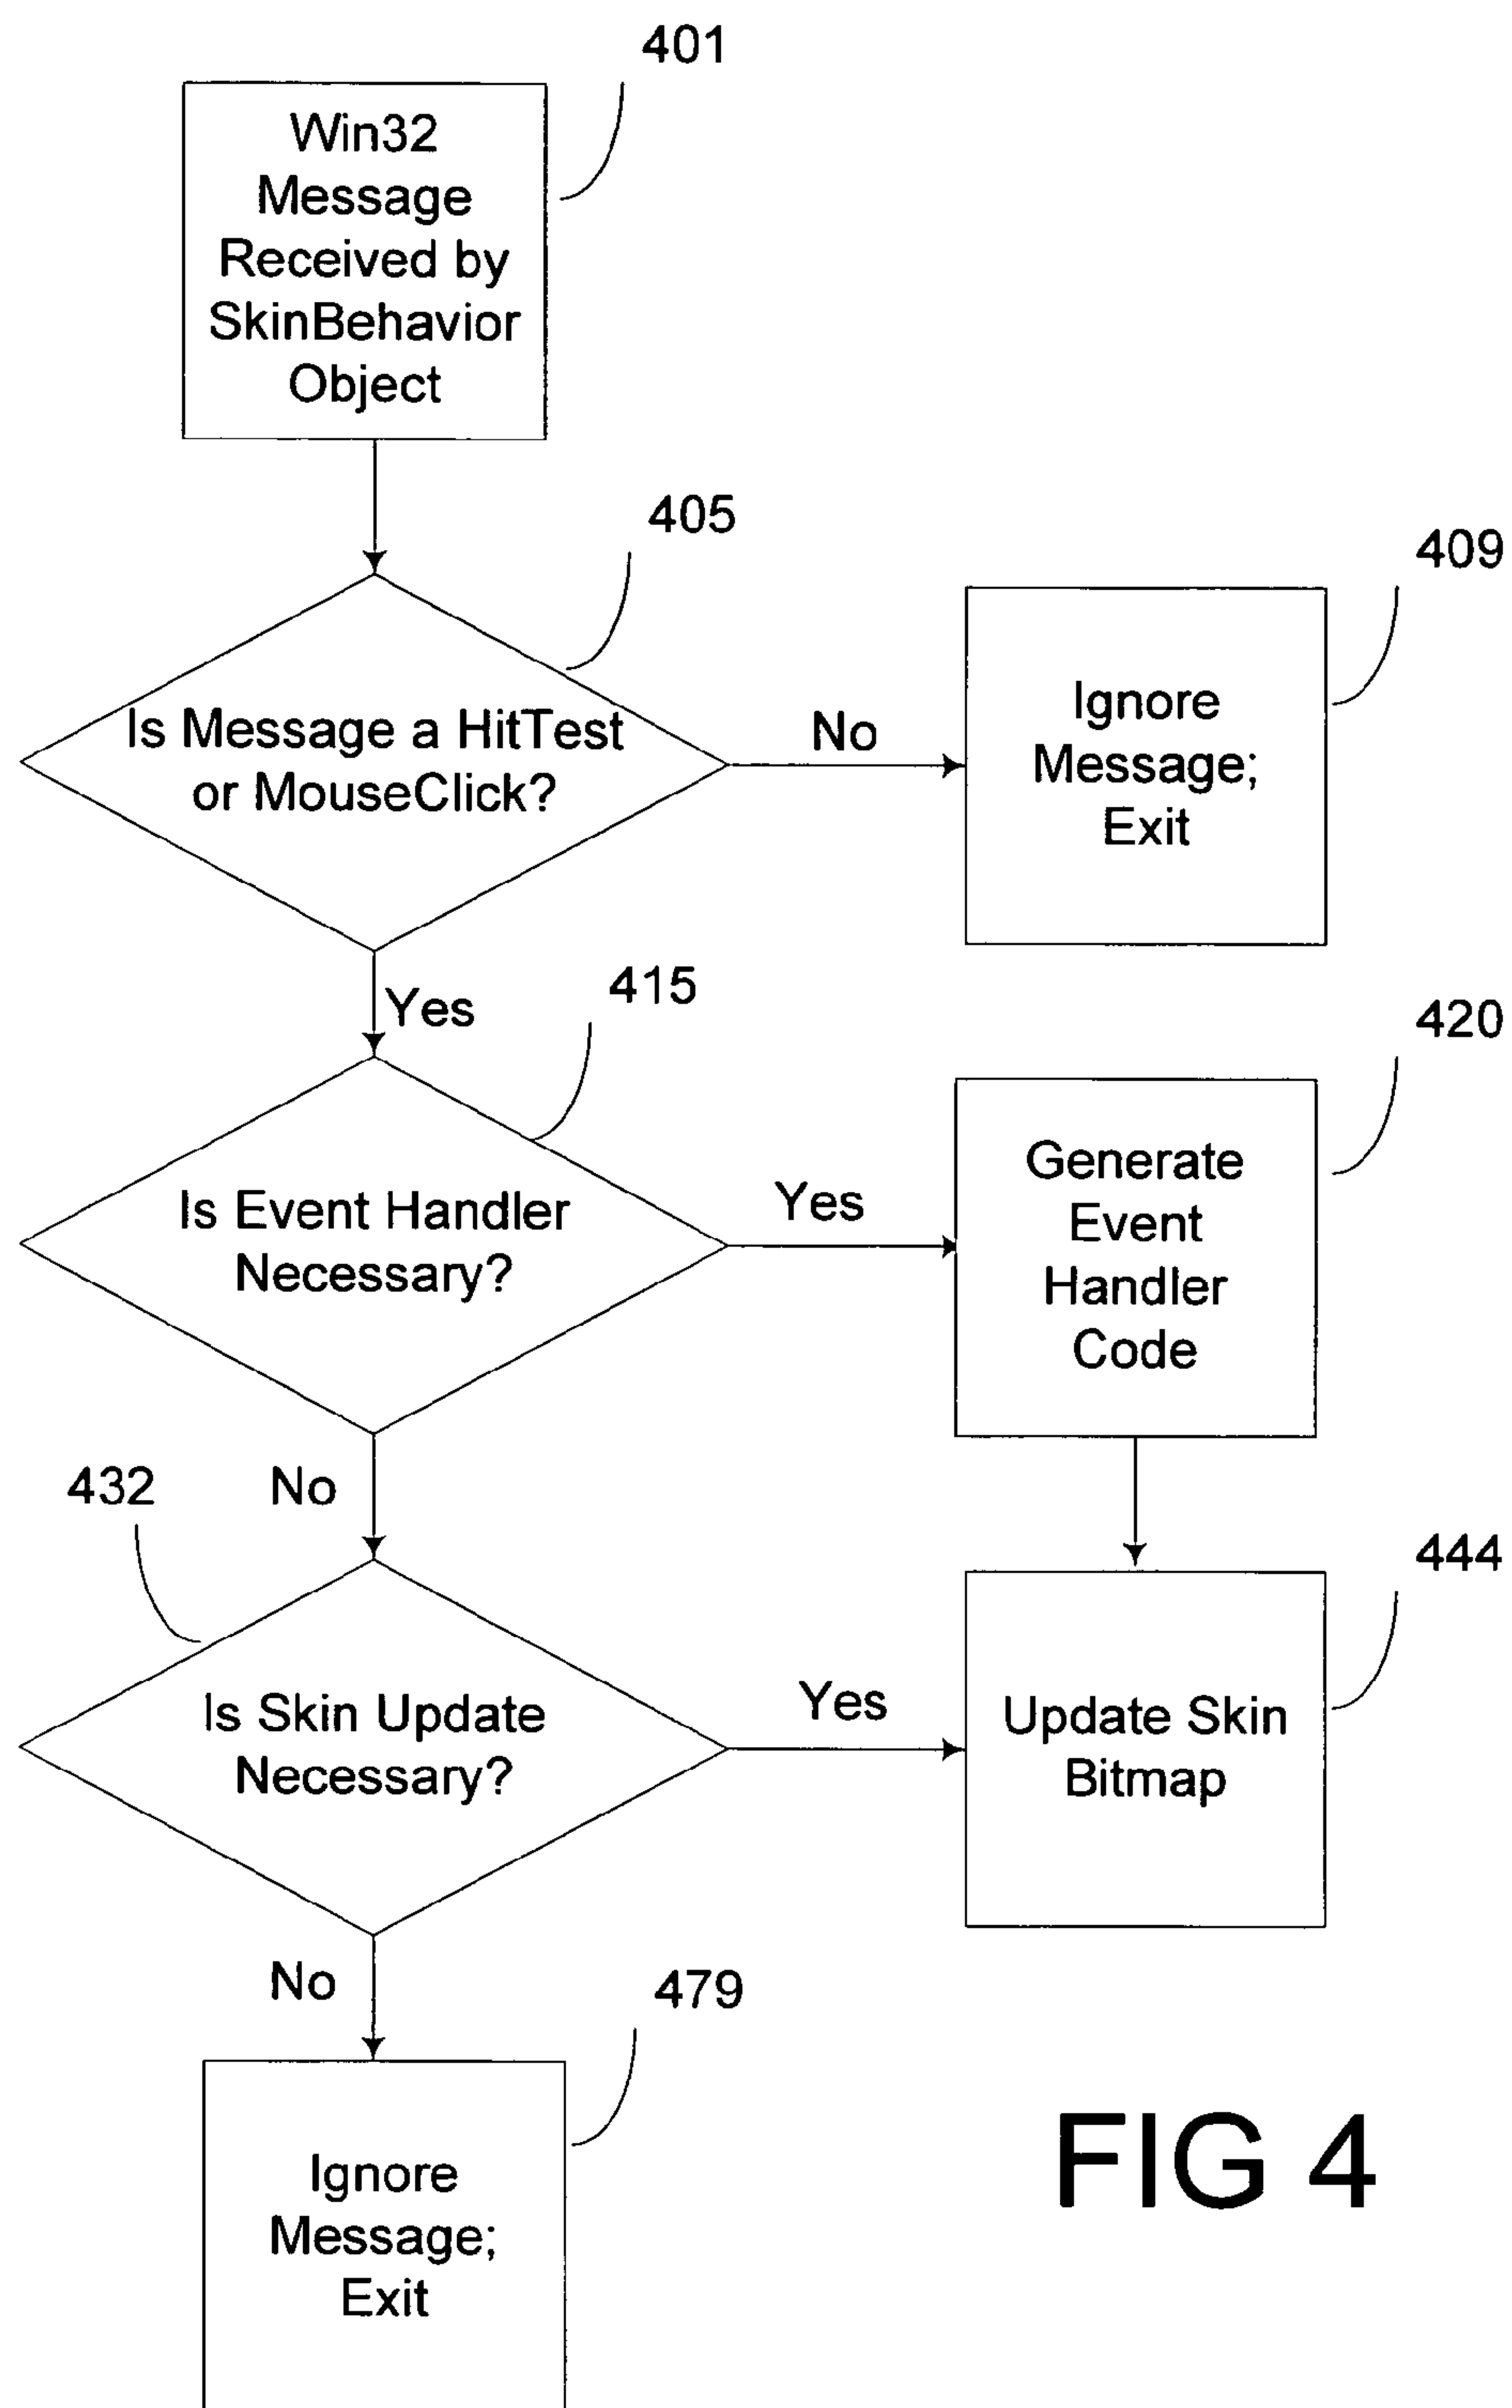 401
Win32
Message
Received by
SkinBehavior
Object
405
409
Is Message a HitTest
or MouseClick?
No
Ignore
Message;
Exit
Yes
415
420
Is Event Handler
Necessary?
Yes
Generate
Event
Handler
Code
432
No
444
Is Skin Update
Necessary?
Yes
Update Skin
Bitmap
No
479
Ignore
Message;
Exit
FIG 4